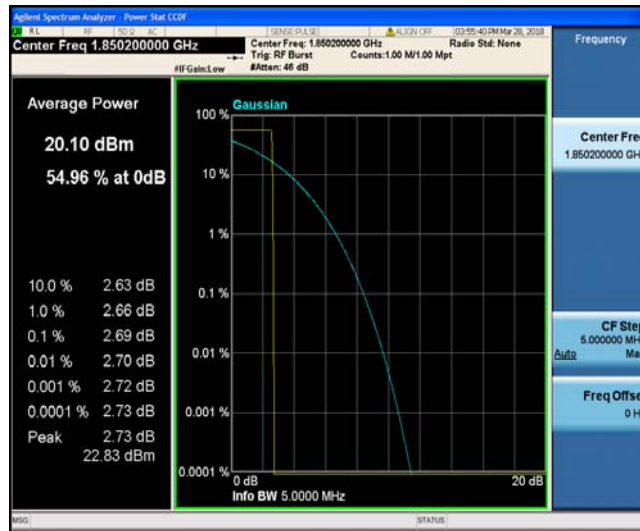 Agilent Spectrum Analyzer - Power Stat CCDF
RL RF 50 Ω AC SENSE:PULSE ALIGN OFF 03:55:40 PM Mar 28, 2018
Center Freq 1.850200000 GHz
Center Freq: 1.850200000 GHz Radio Std: None
Trig: RF Burst Counts:1.00 M/1.00 Mpt
#IFGain:Low #Atten: 46 dB
Frequency
Average Power
20.10 dBm
54.96 % at 0dB
10.0 % 2.63 dB
1.0 % 2.66 dB
0.1 % 2.69 dB
0.01 % 2.70 dB
0.001 % 2.72 dB
0.0001 % 2.73 dB
Peak 2.73 dB
22.83 dBm
Gaussian
100 %
10 %
1 %
0.1 %
0.01 %
0.001 %
0.0001 %
0 dB 20 dB
Info BW 5.0000 MHz
Center Fre
1.850200000 GH
CF Step
5.000000 MH
Auto Ma
Freq Offse
0 H
MSG STATUS